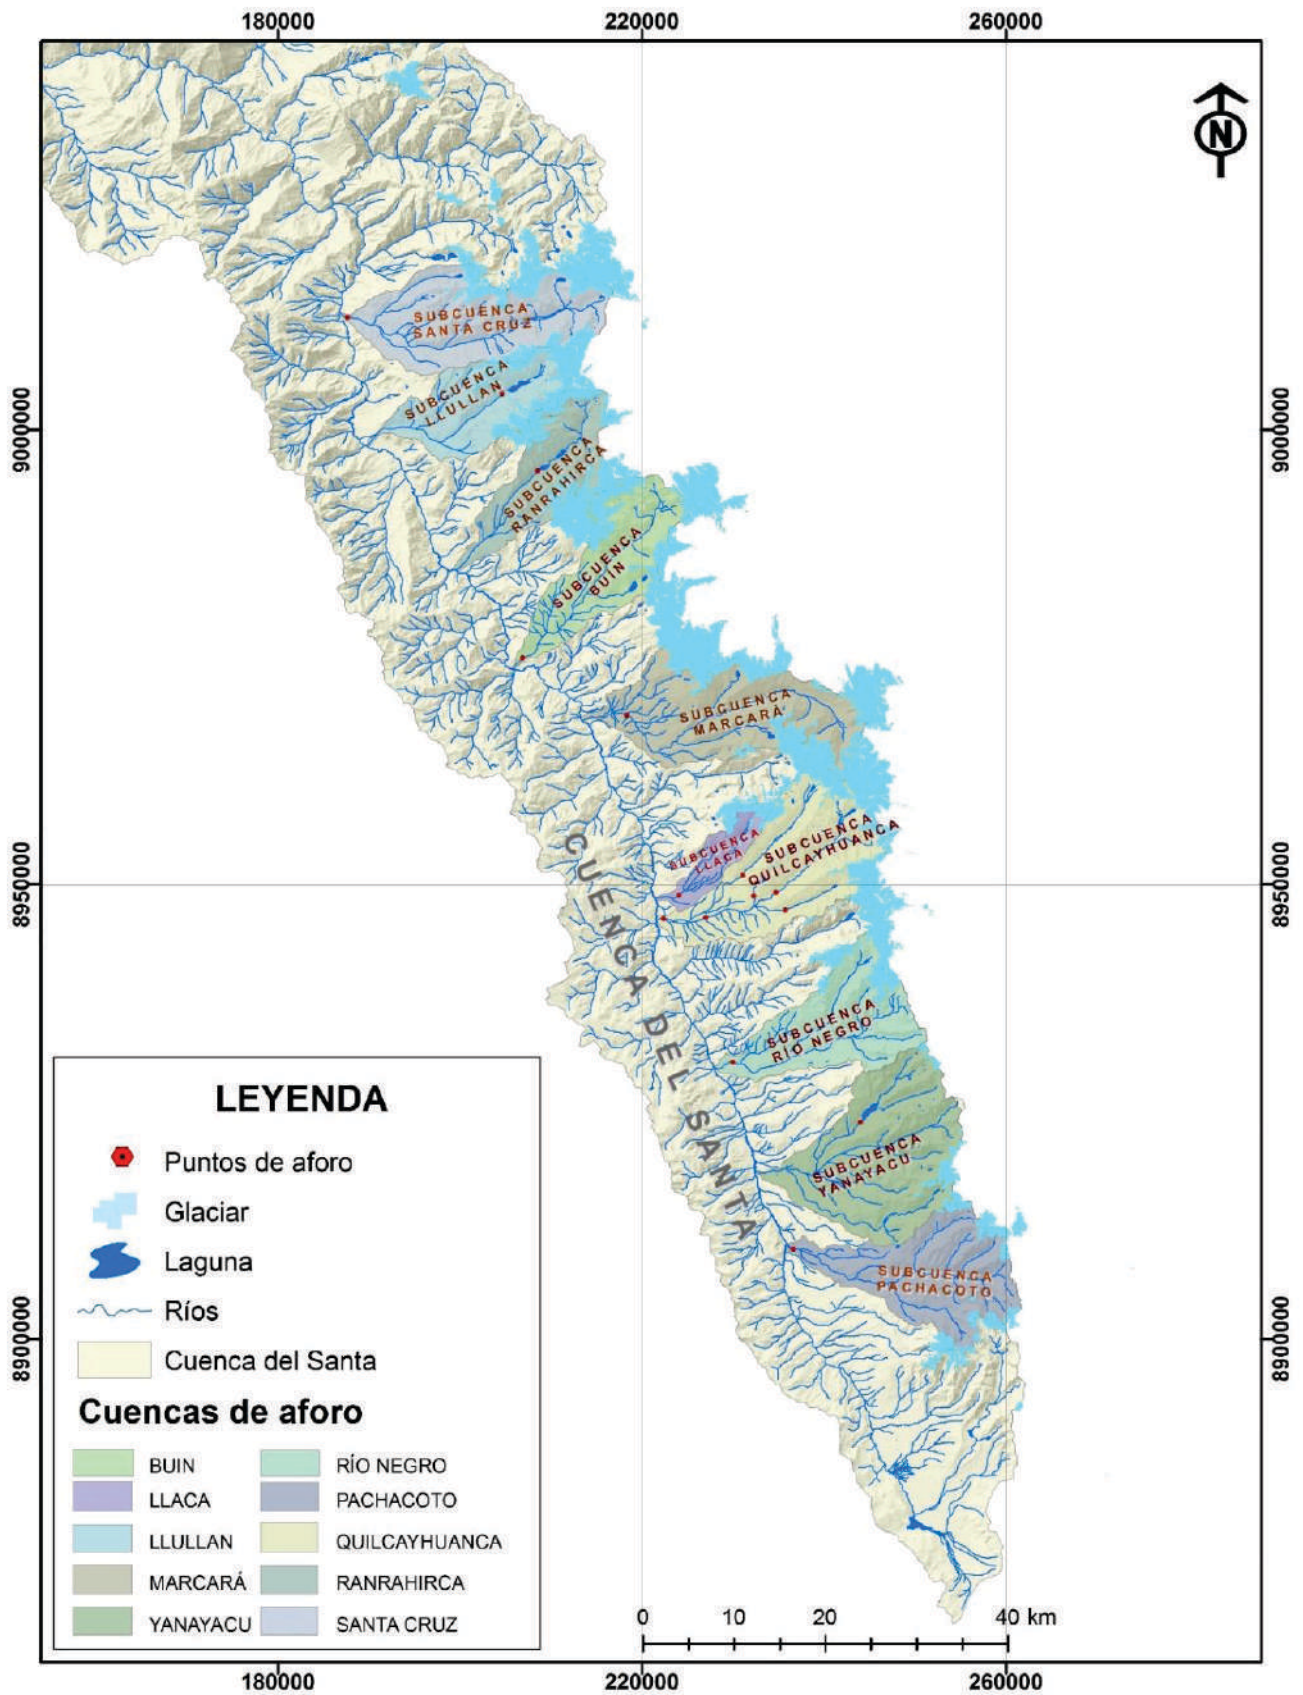 180000
220000
260000
N
SUBCUENCA
SANTA CRUZ
SUBCUENCA
LLULLAN
9000000
9000000
SUBCUENCA
RANRAHIRCA
SUBCUENCA
BUIN
SUBCUENCA
MARCARÁ
SUBCUENCA
LLACA
SUBCUENCA
QUILCAYHUANCA
8950000
8950000
CUENCA DEL SANTA
SUBCUENCA
RÍO NEGRO
SUBCUENCA
YANAYACU
SUBCUENCA
PACHACOTO
8900000
8900000
LEYENDA
Puntos de aforo
Glaciar
Laguna
Ríos
Cuenca del Santa
Cuencas de aforo
BUIN
RÍO NEGRO
LLACA
PACHACOTO
LLULLAN
QUILCAYHUANCA
MARCARÁ
RANRAHIRCA
YANAYACU
SANTA CRUZ
0 10 20 40 km
180000
220000
260000